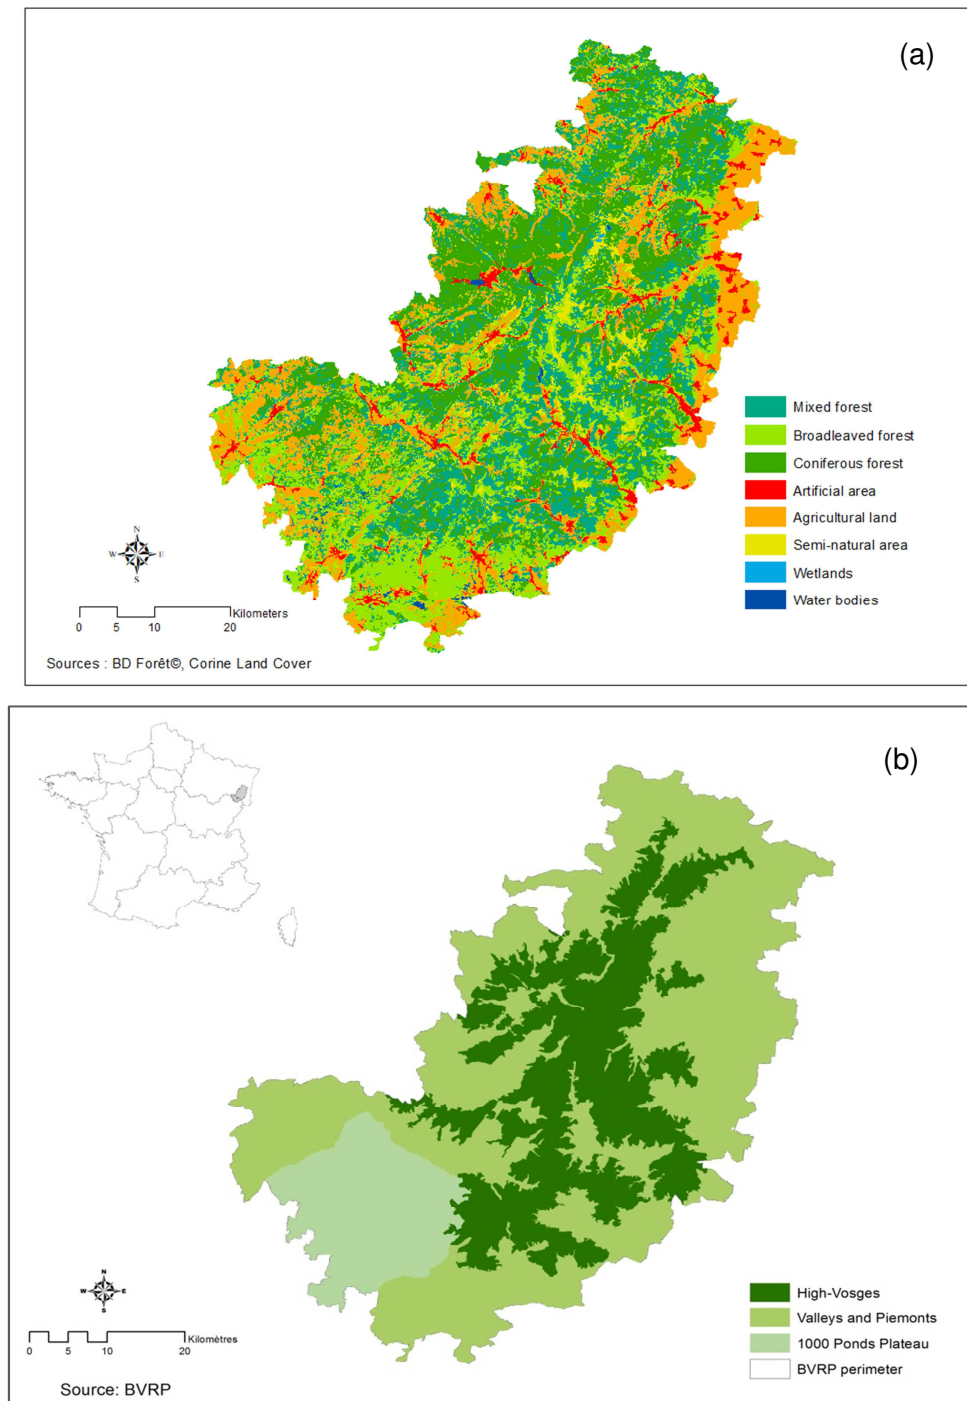 (a)
Mixed forest
Broadleaved forest
Coniferous forest
Artificial area
Agricultural land
Semi-natural area
Wetlands
Water bodies
N
W E
S
Kilometers
0 5 10 20
Sources : BD Forêt©, Corine Land Cover
(b)
High-Vosges
Valleys and Piemonts
1000 Ponds Plateau
BVRP perimeter
N
W E
S
Kilomètres
0 5 10 20
Source: BVRP